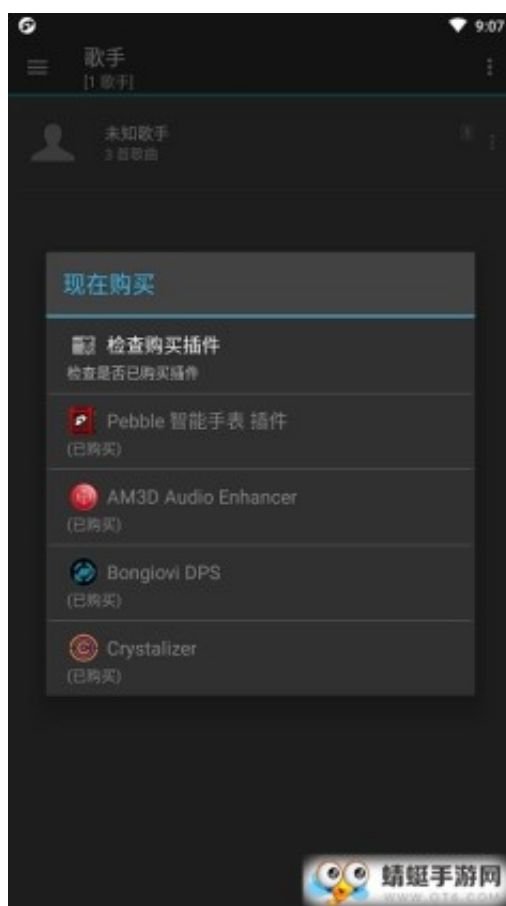 9:07
歌手
[1 歌手]
未知歌手
3 首歌曲
现在购买
检查购买插件
检查是否已购买插件
Pebble 智能手表 插件
(已购买)
AM3D Audio Enhancer
(已购买)
Bongiovi DPS
(已购买)
Crystalizer
(已购买)
蜻蜓手游网